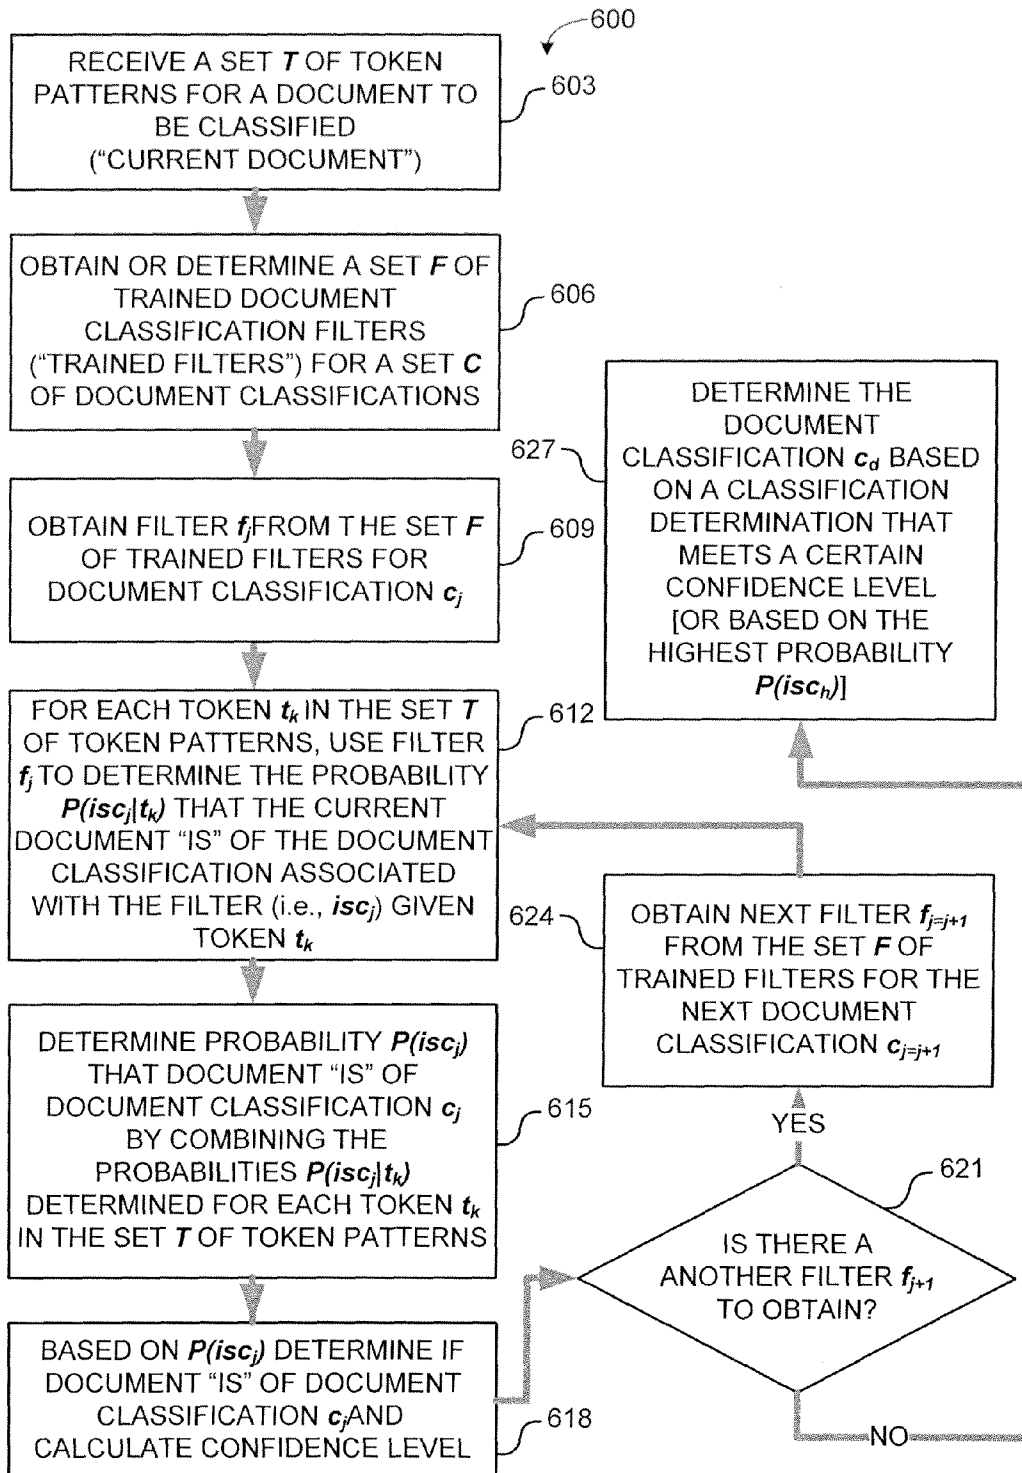 600
RECEIVE A SET T OF TOKEN
PATTERNS FOR A DOCUMENT TO
BE CLASSIFIED
(“CURRENT DOCUMENT”)
603
OBTAIN OR DETERMINE A SET F OF
TRAINED DOCUMENT
CLASSIFICATION FILTERS
(“TRAINED FILTERS”) FOR A SET C
OF DOCUMENT CLASSIFICATIONS
606
OBTAIN FILTER fj FROM THE SET F
OF TRAINED FILTERS FOR
DOCUMENT CLASSIFICATION cj
609
FOR EACH TOKEN tk IN THE SET T
OF TOKEN PATTERNS, USE FILTER
fj TO DETERMINE THE PROBABILITY
P(iscj|tk) THAT THE CURRENT
DOCUMENT “IS” OF THE DOCUMENT
CLASSIFICATION ASSOCIATED
WITH THE FILTER (i.e., iscj) GIVEN
TOKEN tk
612
DETERMINE PROBABILITY P(iscj)
THAT DOCUMENT “IS” OF
DOCUMENT CLASSIFICATION cj
BY COMBINING THE
PROBABILITIES P(iscj|tk)
DETERMINED FOR EACH TOKEN tk
IN THE SET T OF TOKEN PATTERNS
615
BASED ON P(iscj) DETERMINE IF
DOCUMENT “IS” OF DOCUMENT
CLASSIFICATION cj AND
CALCULATE CONFIDENCE LEVEL
618
IS THERE A
ANOTHER FILTER fj+1
TO OBTAIN?
621
YES
NO
OBTAIN NEXT FILTER fj=j+1
FROM THE SET F OF
TRAINED FILTERS FOR THE
NEXT DOCUMENT
CLASSIFICATION cj=j+1
624
DETERMINE THE
DOCUMENT
CLASSIFICATION cd BASED
ON A CLASSIFICATION
DETERMINATION THAT
MEETS A CERTAIN
CONFIDENCE LEVEL
[OR BASED ON THE
HIGHEST PROBABILITY
P(isch)]
627